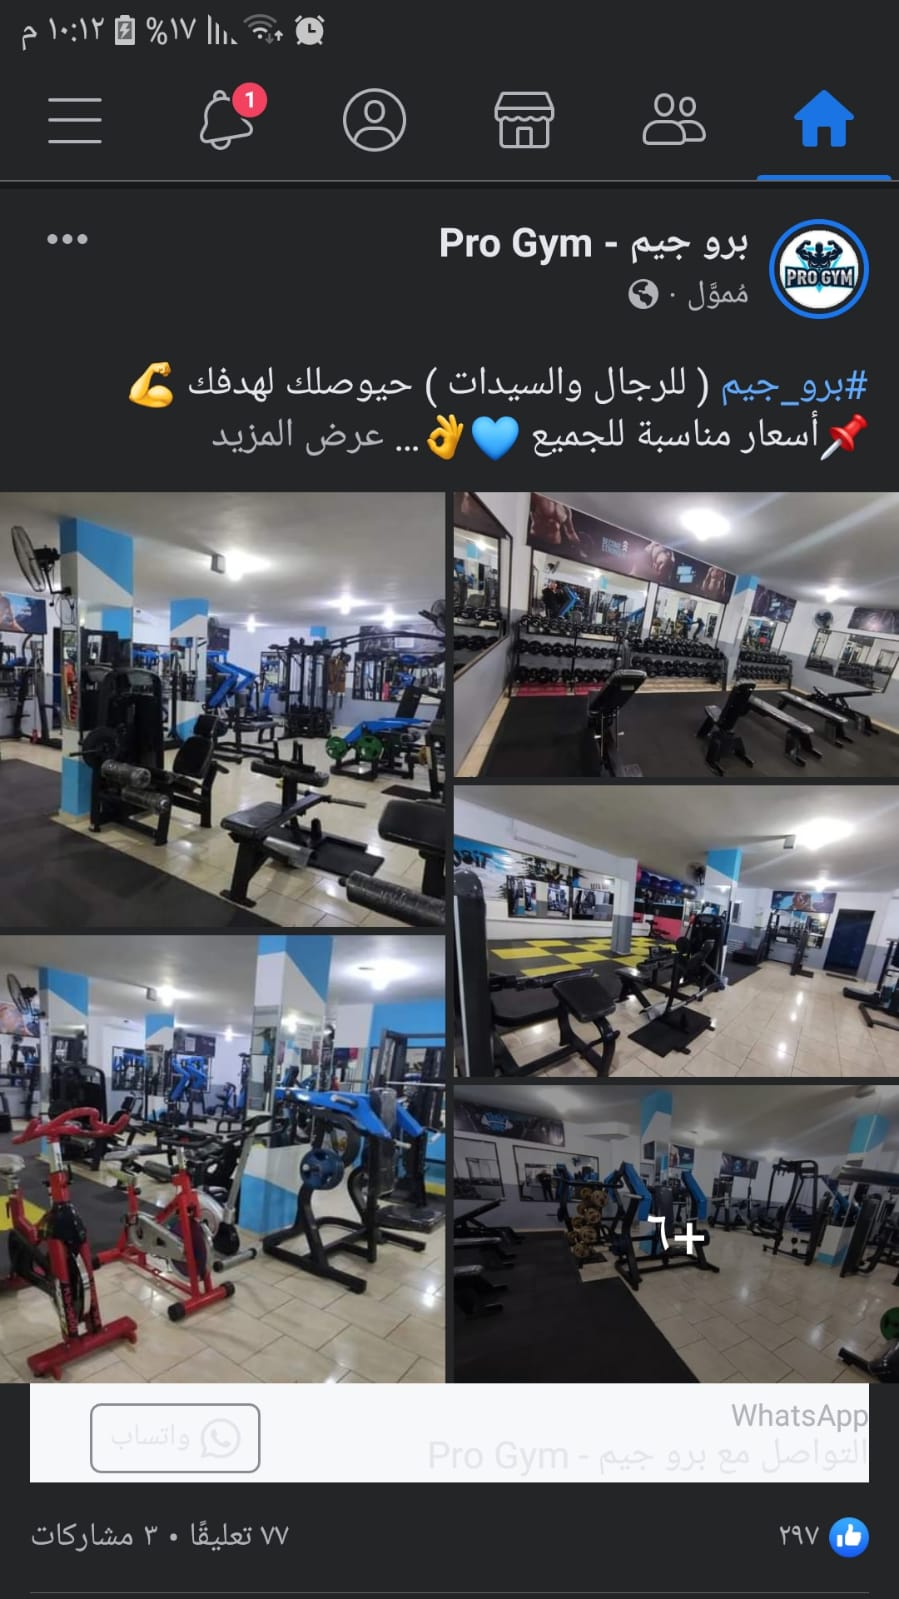 ١٠:١٢ م %١٧
1
برو جيم - Pro Gym
PRO GYM
مُموَّل ·
#برو_جيم ( للرجال والسيدات ) حيوصلك لهدفك 💪
📌أسعار مناسبة للجميع 💙👌... عرض المزيد
+٦
WhatsApp
التواصل مع برو جيم - Pro Gym
واتساب
٢٩٧
٧٧ تعليقًا • ٣ مشاركات